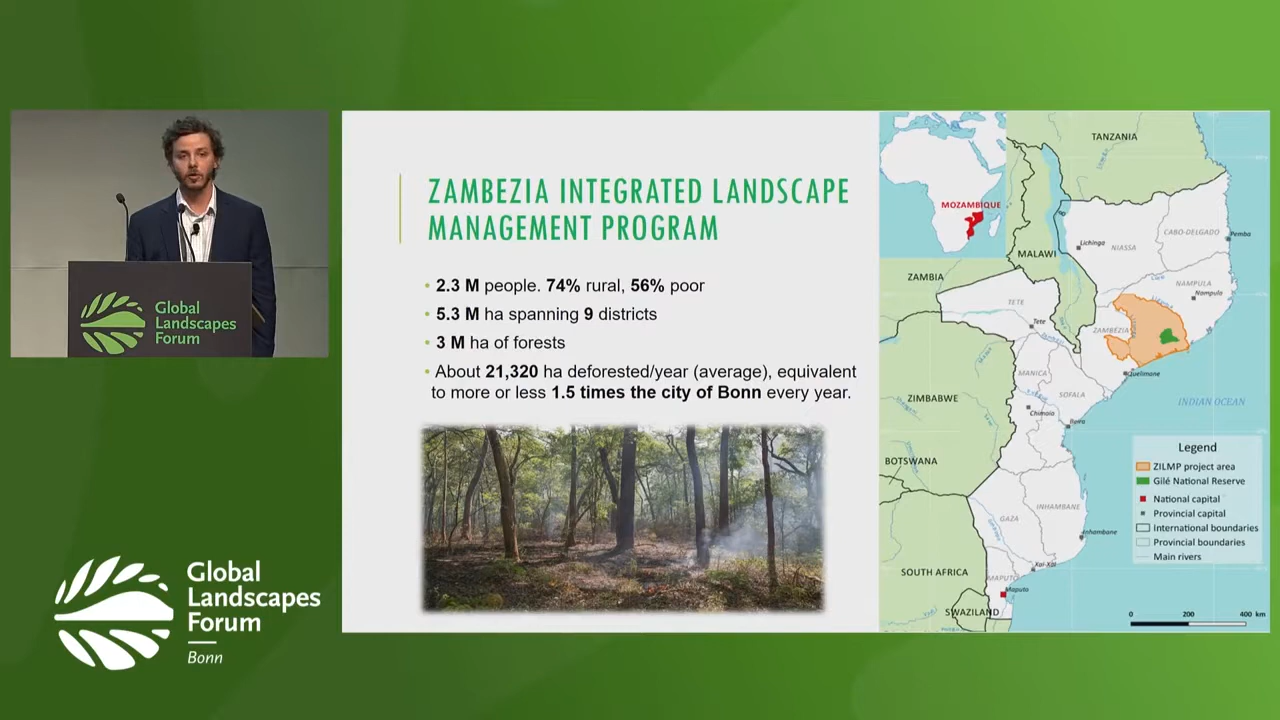 Global
Landscapes
Forum
ZAMBEZIA INTEGRATED LANDSCAPE
MANAGEMENT PROGRAM
• 2.3 M people. 74% rural, 56% poor
• 5.3 M ha spanning 9 districts
• 3 M ha of forests
• About 21,320 ha deforested/year (average), equivalent
to more or less 1.5 times the city of Bonn every year.
MOZAMBIQUE
TANZANIA
MALAWI
ZAMBIA
ZIMBABWE
BOTSWANA
SOUTH AFRICA
SWAZILAND
Lichinga
NIASSA
CABO-DELGADO
Pemba
NAMPULA
Nampula
TETE
Tete
ZAMBÉZIA
Quelimone
MANICA
SOFALA
Chimoio
Beira
INDIAN OCEAN
GAZA
INHAMBANE
Inhambane
Xai-Xai
MAPUTO
Maputo
Legend
ZILMP project area
Gilé National Reserve
National capital
Provincial capital
International boundaries
Provincial boundaries
Main rivers
0 200 400 km
Global
Landscapes
Forum
Bonn